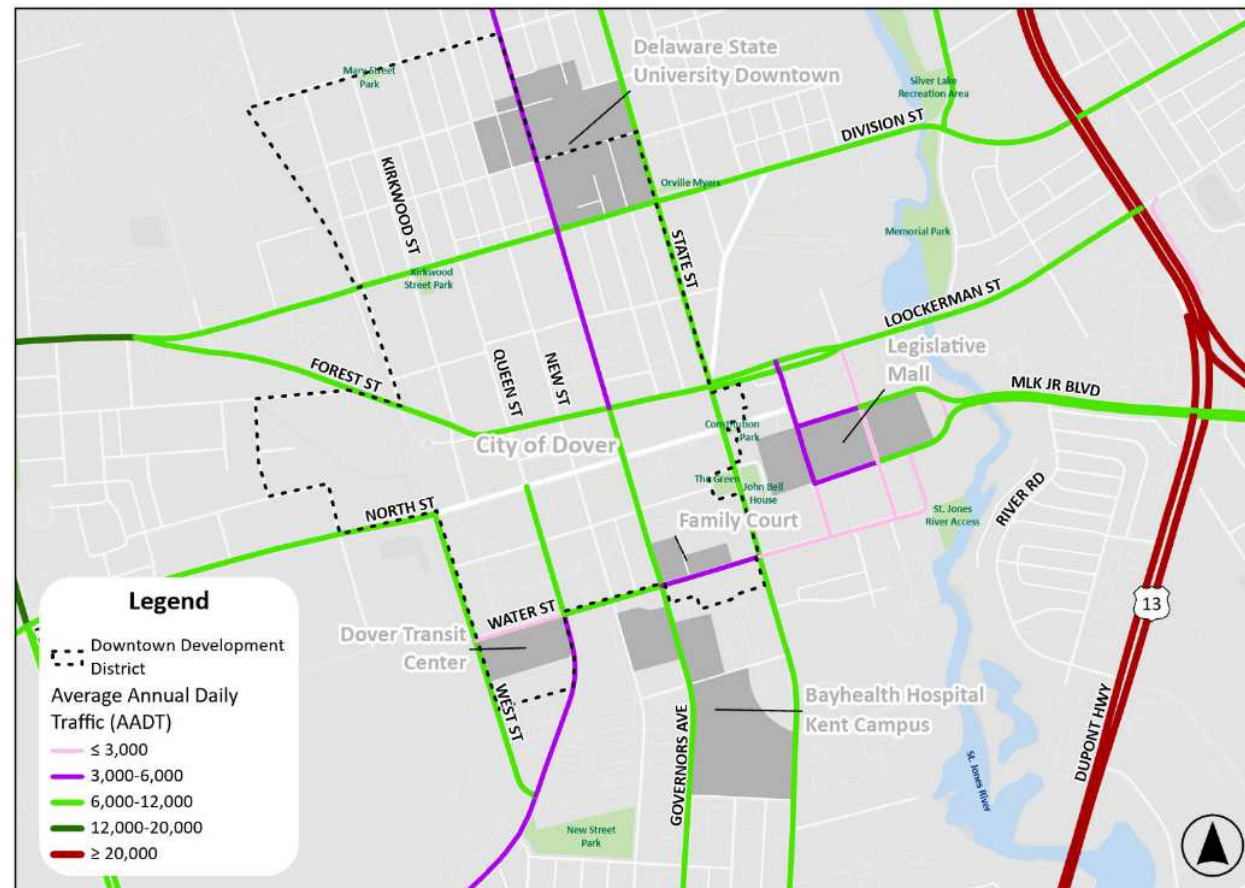 Delaware State
University Downtown
Mary Street
Park
Silver Lake
Recreation Area
DIVISION ST
KIRKWOOD ST
Orville Myers
STATE ST
Memorial Park
Kirkwood
Street Park
LOOCKERMAN ST
Legislative
Mall
FOREST ST
QUEEN ST
NEW ST
MLK JR BLVD
City of Dover
Constitution
Park
The Green
John Bell
House
NORTH ST
Family Court
St. Jones
River Access
RIVER RD
WATER ST
Dover Transit
Center
WEST ST
Bayhealth Hospital
Kent Campus
GOVERNORS AVE
DUPONT HWY
13
St. Jones River
New Street
Park
Legend
Downtown Development
District
Average Annual Daily
Traffic (AADT)
≤ 3,000
3,000-6,000
6,000-12,000
12,000-20,000
≥ 20,000